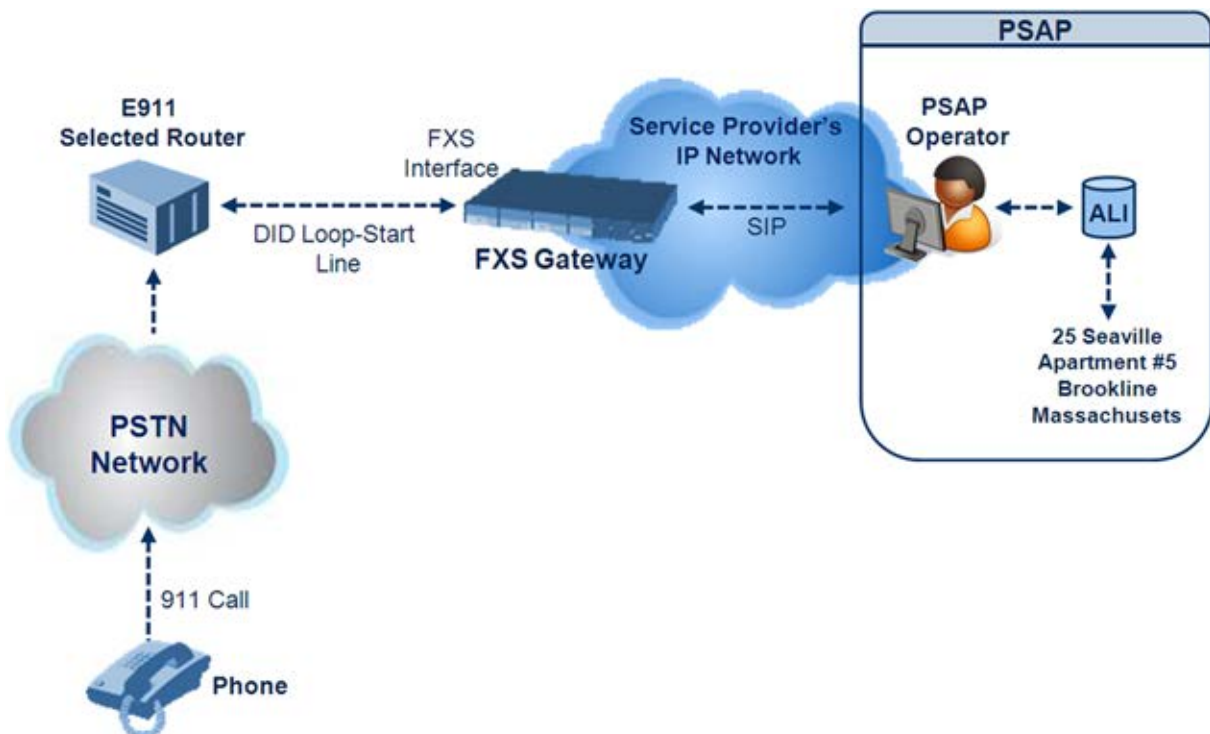 PSAP
E911
Selected Router
FXS
Interface
DID Loop-Start
Line
FXS Gateway
Service Provider's
IP Network
SIP
PSAP
Operator
ALI
25 Seaville
Apartment #5
Brookline
Massachusets
PSTN
Network
911 Call
Phone